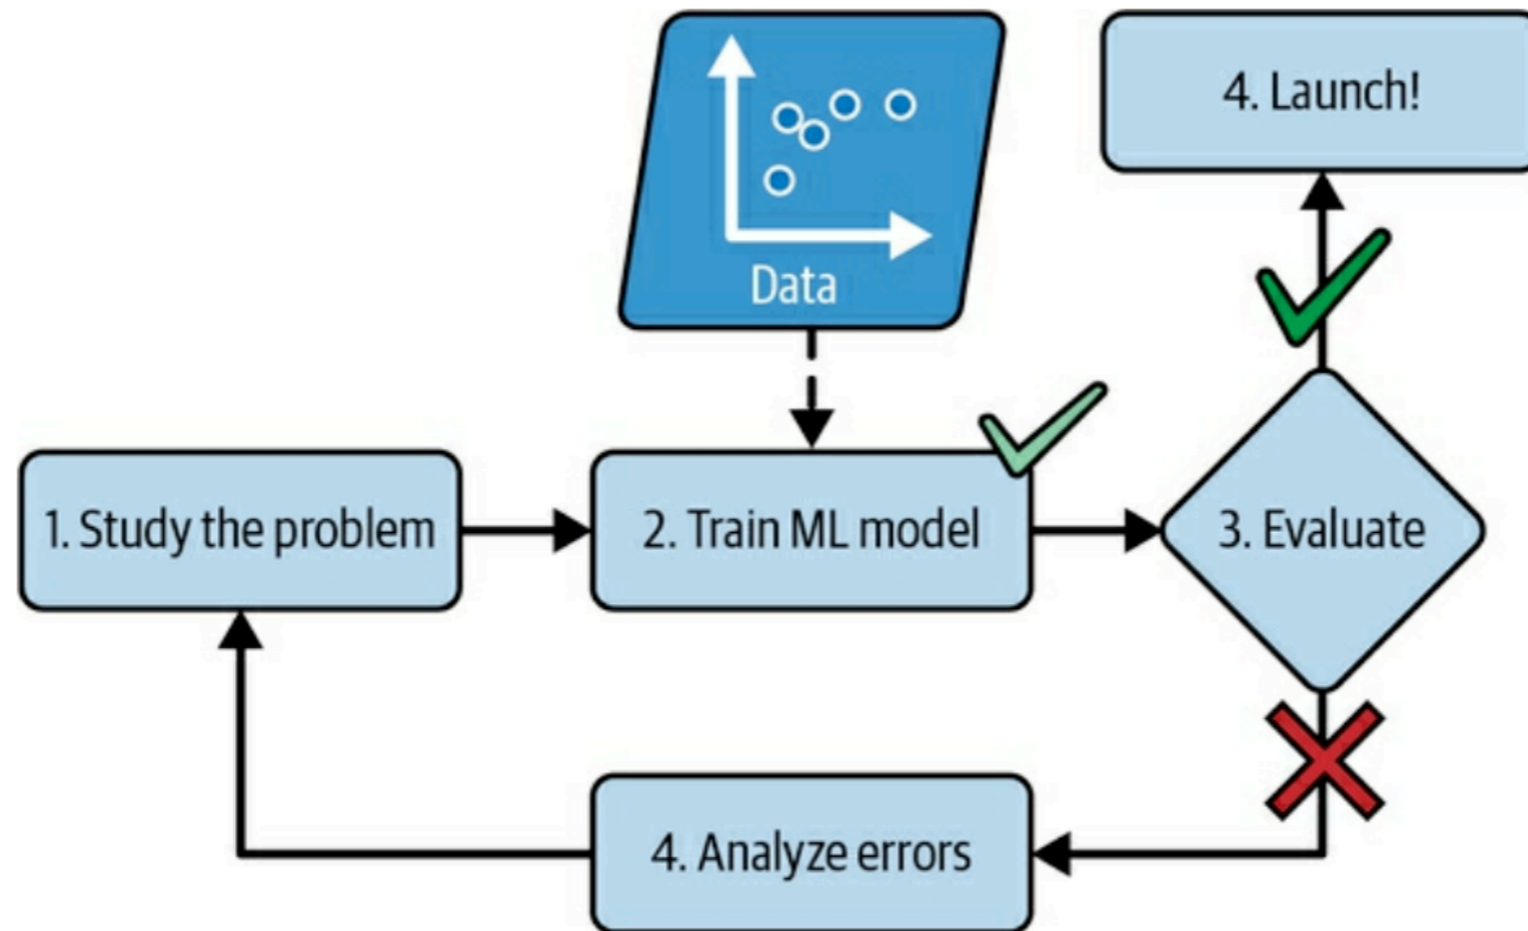 4. Launch!
Data
1. Study the problem
2. Train ML model
3. Evaluate
4. Analyze errors